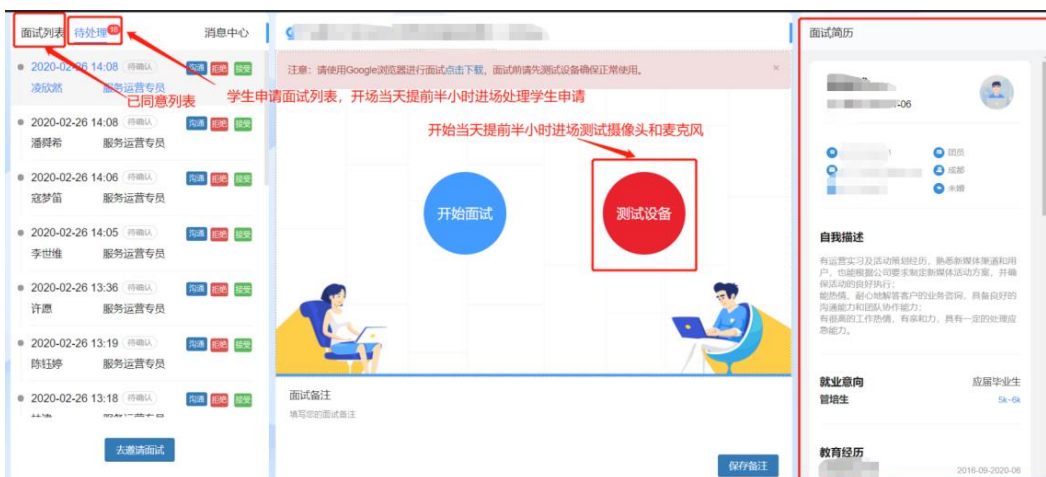 面试列表 待处理 10 消息中心
2020-02-26 14:08 待确认 沟通 拒绝 接受
凌欣然 服务运营专员
已同意列表
学生申请面试列表，开场当天提前半小时进场处理学生申请
2020-02-26 14:08 待确认 沟通 拒绝 接受
潘舜希 服务运营专员
2020-02-26 14:06 待确认 沟通 拒绝 接受
寇梦笛 服务运营专员
2020-02-26 14:05 待确认 沟通 拒绝 接受
李世维 服务运营专员
2020-02-26 13:36 待确认 沟通 拒绝 接受
许愿 服务运营专员
2020-02-26 13:19 待确认 沟通 拒绝 接受
陈钰婷 服务运营专员
2020-02-26 13:18 待确认 沟通 拒绝 接受
去邀请面试
注意：请使用Google浏览器进行面试点击下载，面试前请先测试设备确保正常使用。 ×
开始当天提前半小时进场测试摄像头和麦克风
开始面试
测试设备
面试备注
填写您的面试备注
保存备注
面试简历
-06
团员
成都
未婚
自我描述
有运营实习及活动策划经历，熟悉新媒体渠道和用
户，也能根据公司要求制定新媒体活动方案，并确
保活动的良好执行；
能热情、耐心地解答客户的业务咨询，具备良好的
沟通能力和团队协作能力；
有很高的工作热情、有亲和力，具有一定的处理应
急能力。
就业意向 应届毕业生
管培生 5k-6k
教育经历
2016-09-2020-06